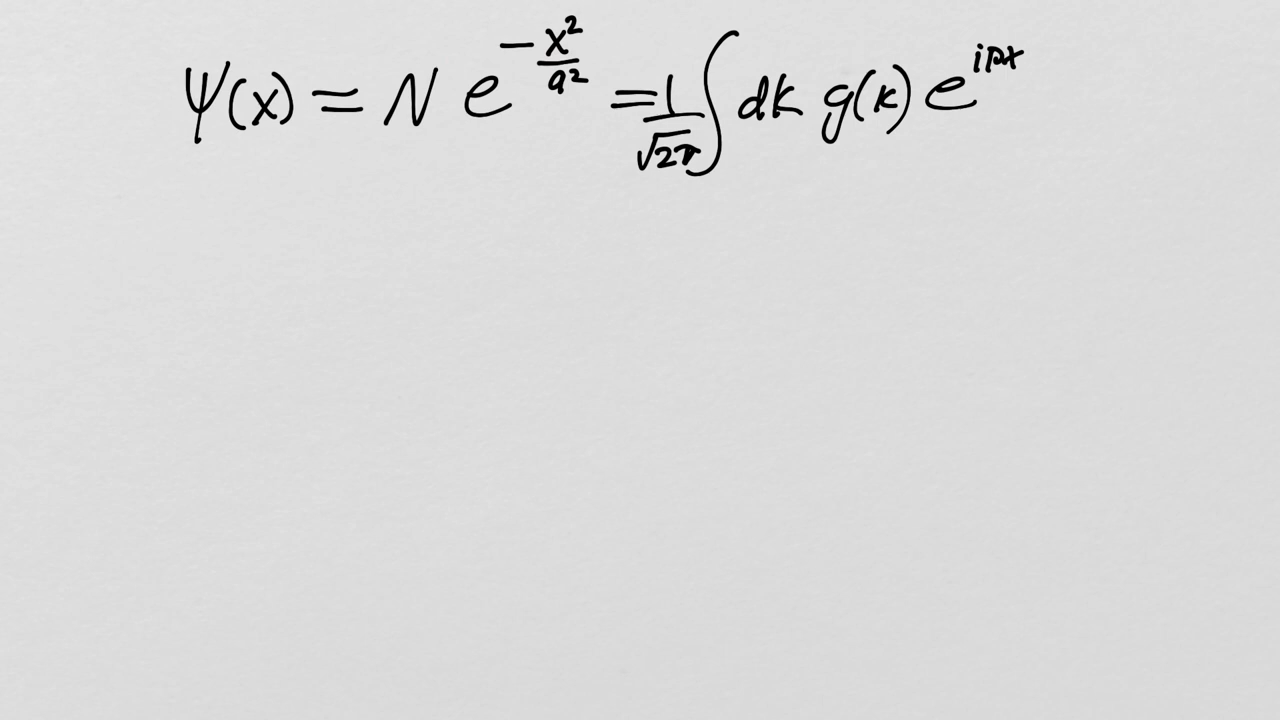 ψ(x) = N e^{-x²/a²} = 1/√2π ∫ dk g(k) e^{ipx}